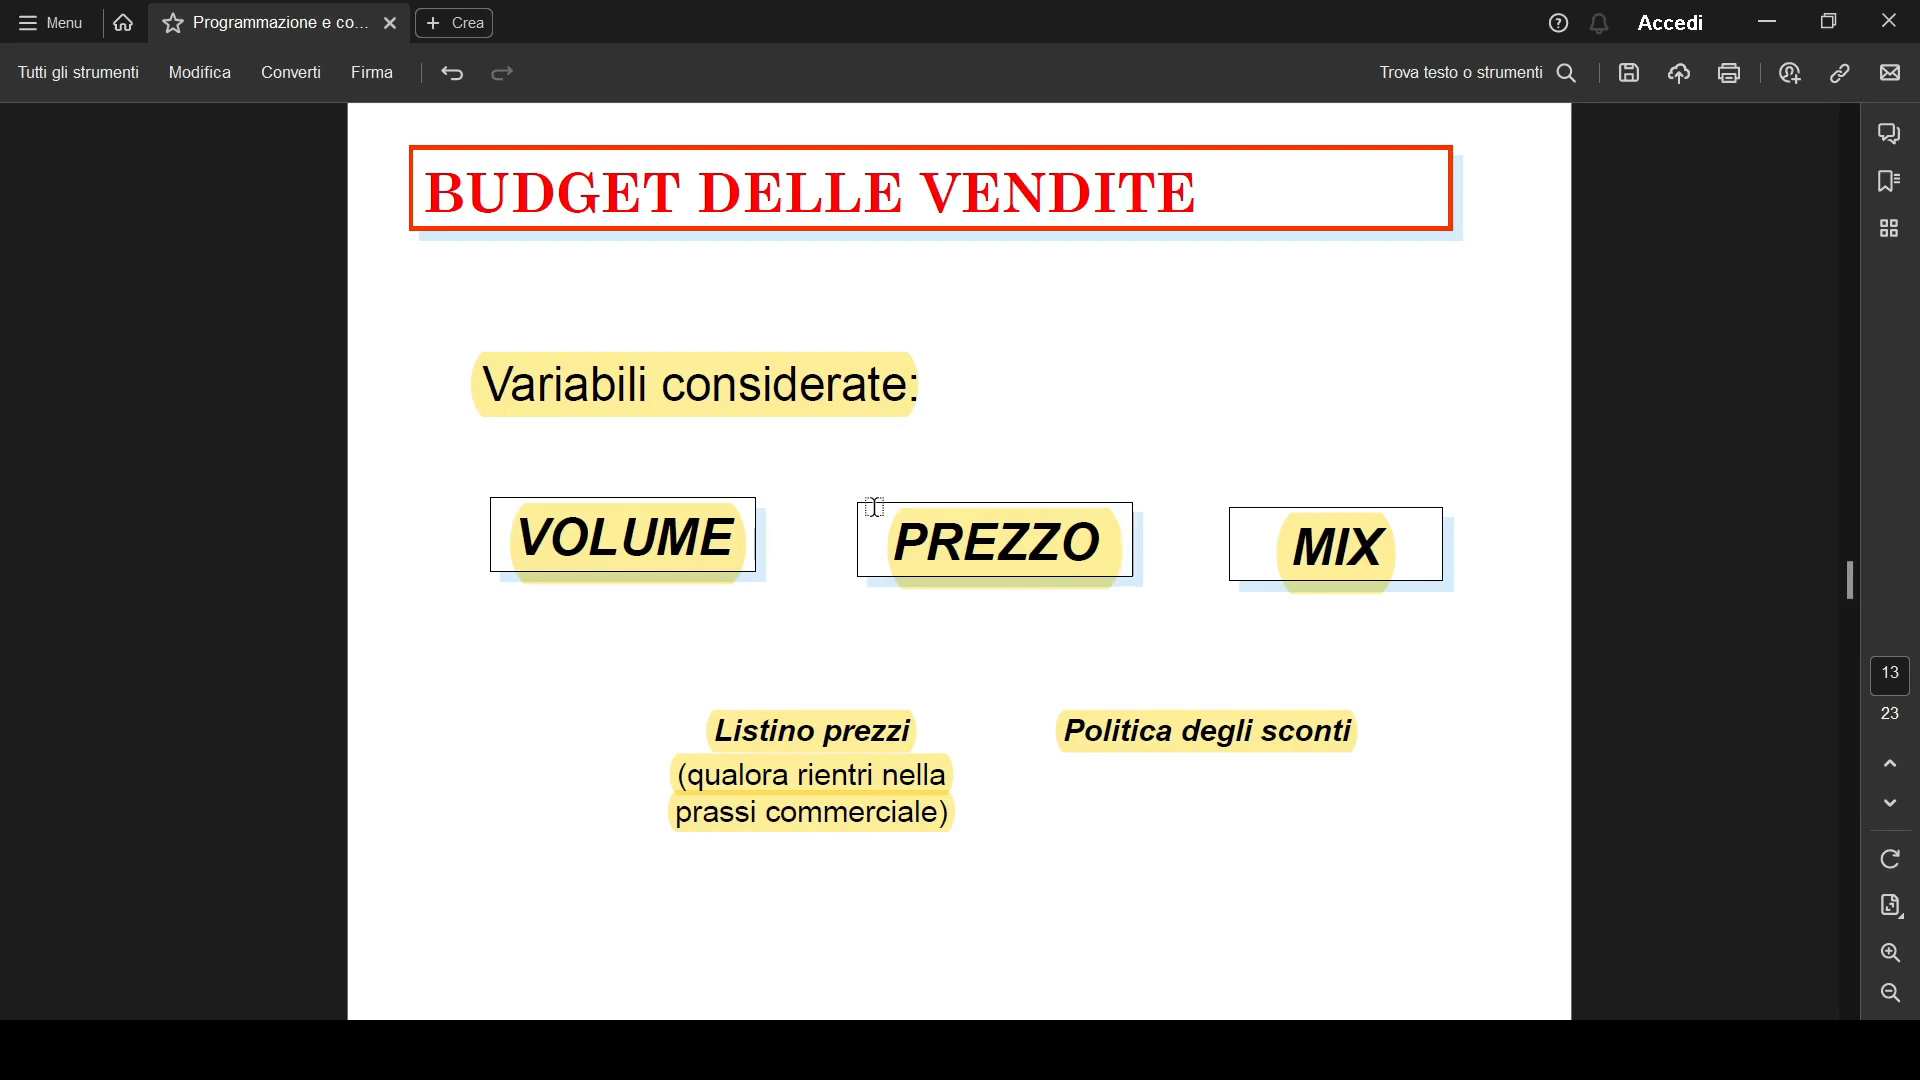 Menu
Programmazione e co...
Crea
Accedi
Tutti gli strumenti
Modifica
Converti
Firma
Trova testo o strumenti
BUDGET DELLE VENDITE
Variabili considerate:
VOLUME
PREZZO
MIX
Listino prezzi
(qualora rientri nella
prassi commerciale)
Politica degli sconti
13
23